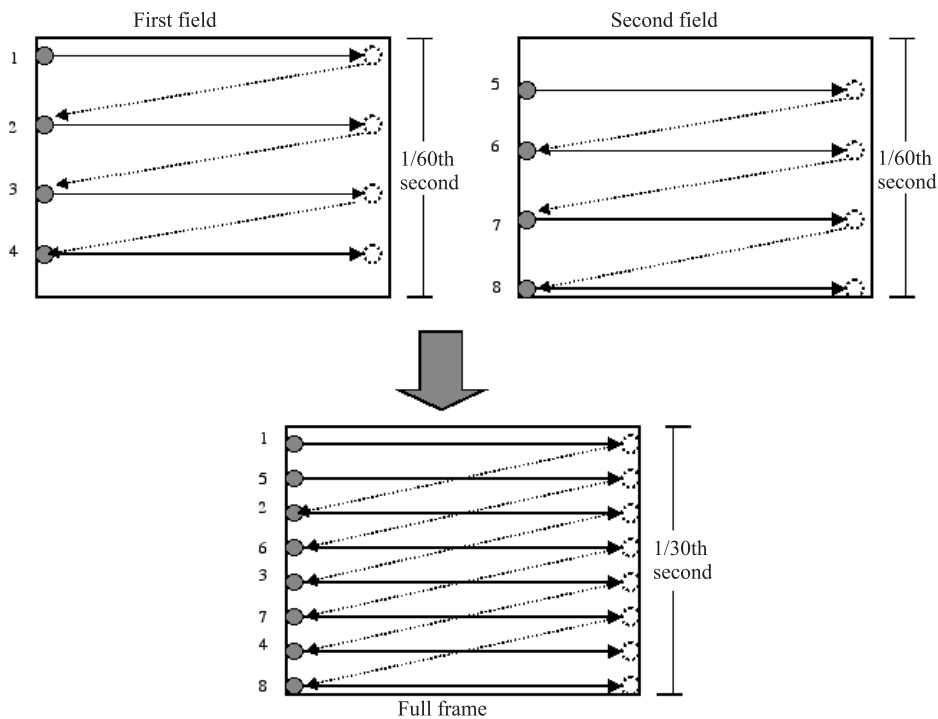 First field
1
2
3
4
1/60th
second
Second field
5
6
7
8
1/60th
second
1
5
2
6
3
7
4
8
1/30th
second
Full frame